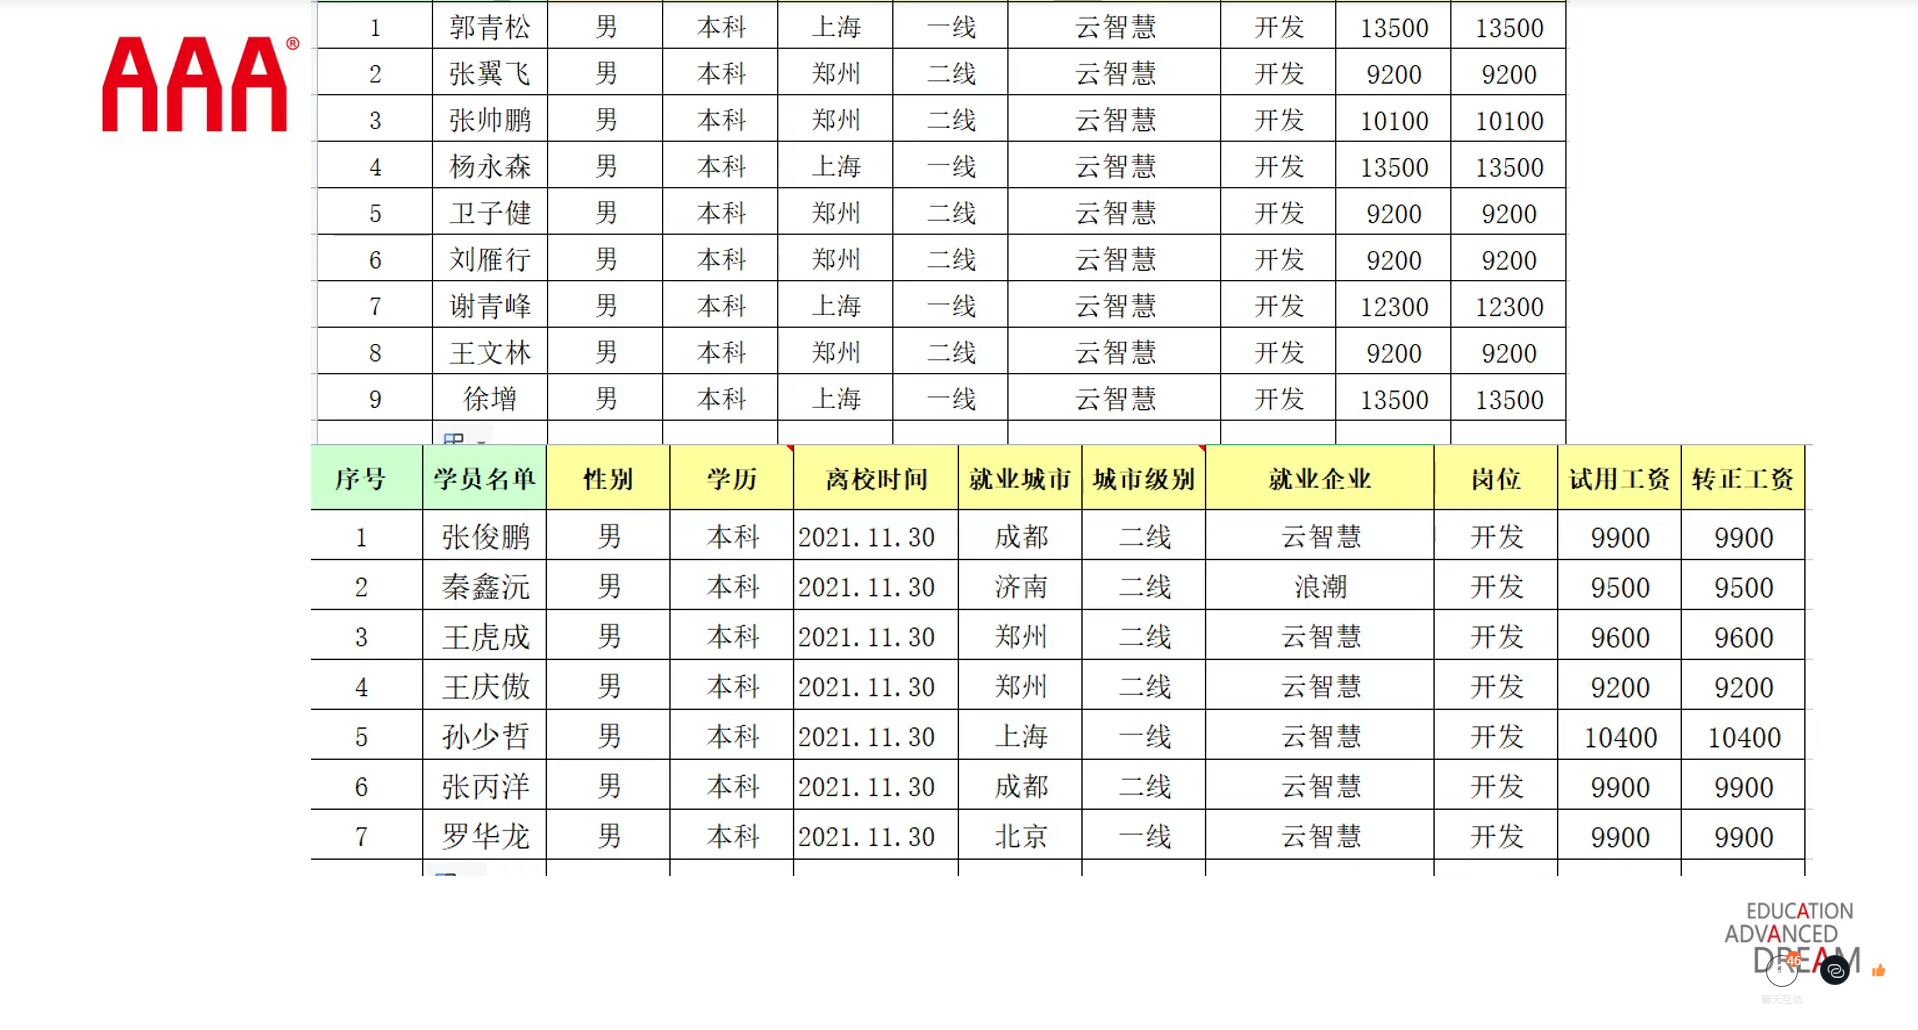 AAA®
1 郭青松 男 本科 上海 一线 云智慧 开发 13500 13500
2 张翼飞 男 本科 郑州 二线 云智慧 开发 9200 9200
3 张帅鹏 男 本科 郑州 二线 云智慧 开发 10100 10100
4 杨永森 男 本科 上海 一线 云智慧 开发 13500 13500
5 卫子健 男 本科 郑州 二线 云智慧 开发 9200 9200
6 刘雁行 男 本科 郑州 二线 云智慧 开发 9200 9200
7 谢青峰 男 本科 上海 一线 云智慧 开发 12300 12300
8 王文林 男 本科 郑州 二线 云智慧 开发 9200 9200
9 徐增 男 本科 上海 一线 云智慧 开发 13500 13500
序号 学员名单 性别 学历 离校时间 就业城市 城市级别 就业企业 岗位 试用工资 转正工资
1 张俊鹏 男 本科 2021.11.30 成都 二线 云智慧 开发 9900 9900
2 秦鑫沅 男 本科 2021.11.30 济南 二线 浪潮 开发 9500 9500
3 王虎成 男 本科 2021.11.30 郑州 二线 云智慧 开发 9600 9600
4 王庆傲 男 本科 2021.11.30 郑州 二线 云智慧 开发 9200 9200
5 孙少哲 男 本科 2021.11.30 上海 一线 云智慧 开发 10400 10400
6 张丙洋 男 本科 2021.11.30 成都 二线 云智慧 开发 9900 9900
7 罗华龙 男 本科 2021.11.30 北京 一线 云智慧 开发 9900 9900
EDUCATION
ADVANCED
DREAM
46
聊天互动